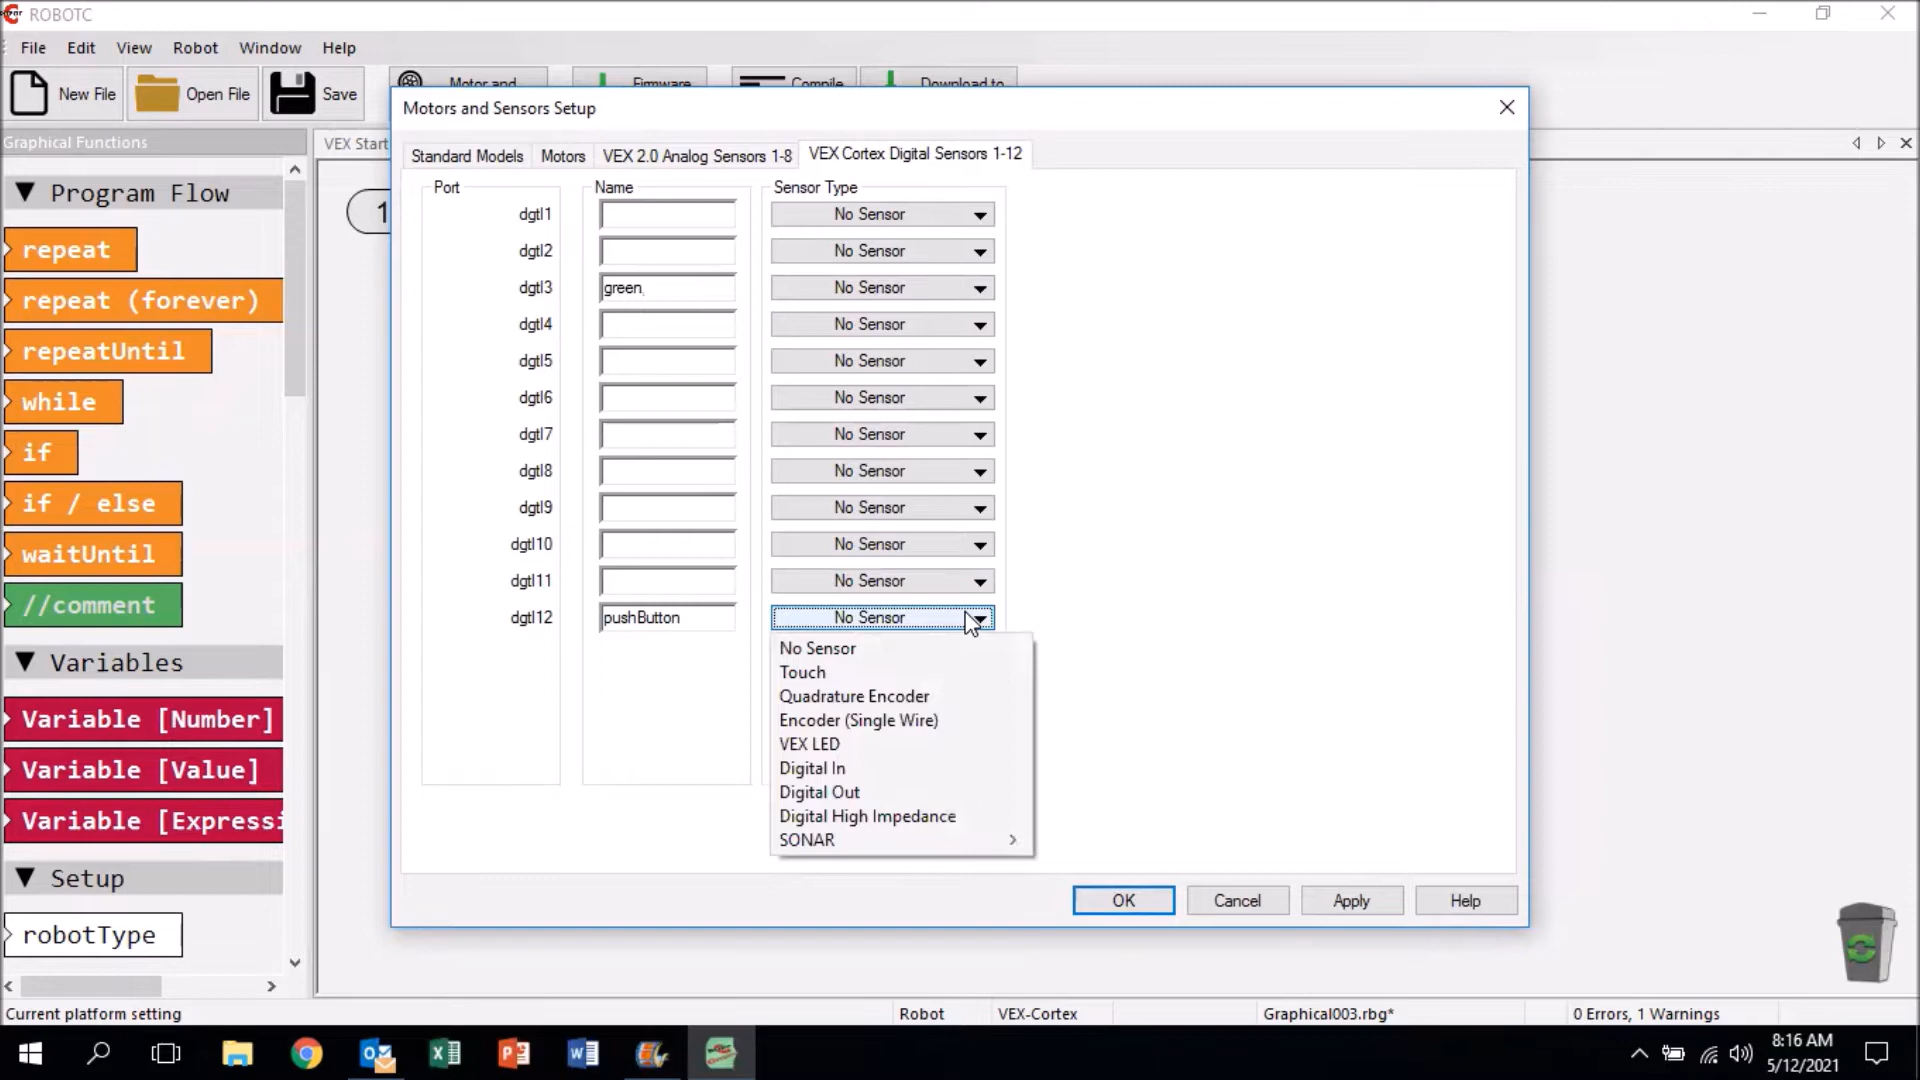 ROBOTC
File Edit View Robot Window Help
New File Open File Save Motor and Firmware Compile Download to
Graphical Functions
VEX Start
Motors and Sensors Setup
Standard Models Motors VEX 2.0 Analog Sensors 1-8 VEX Cortex Digital Sensors 1-12
Port Name Sensor Type
dgtl1 No Sensor
dgtl2 No Sensor
dgtl3 green, No Sensor
dgtl4 No Sensor
dgtl5 No Sensor
dgtl6 No Sensor
dgtl7 No Sensor
dgtl8 No Sensor
dgtl9 No Sensor
dgtl10 No Sensor
dgtl11 No Sensor
dgtl12 pushButton No Sensor
No Sensor
Touch
Quadrature Encoder
Encoder (Single Wire)
VEX LED
Digital In
Digital Out
Digital High Impedance
SONAR
OK Cancel Apply Help
1
Program Flow
repeat
repeat (forever)
repeatUntil
while
if
if / else
waitUntil
//comment
Variables
Variable [Number]
Variable [Value]
Variable [Expressi
Setup
robotType
Current platform setting Robot VEX-Cortex Graphical003.rbg* 0 Errors, 1 Warnings
8:16 AM
5/12/2021